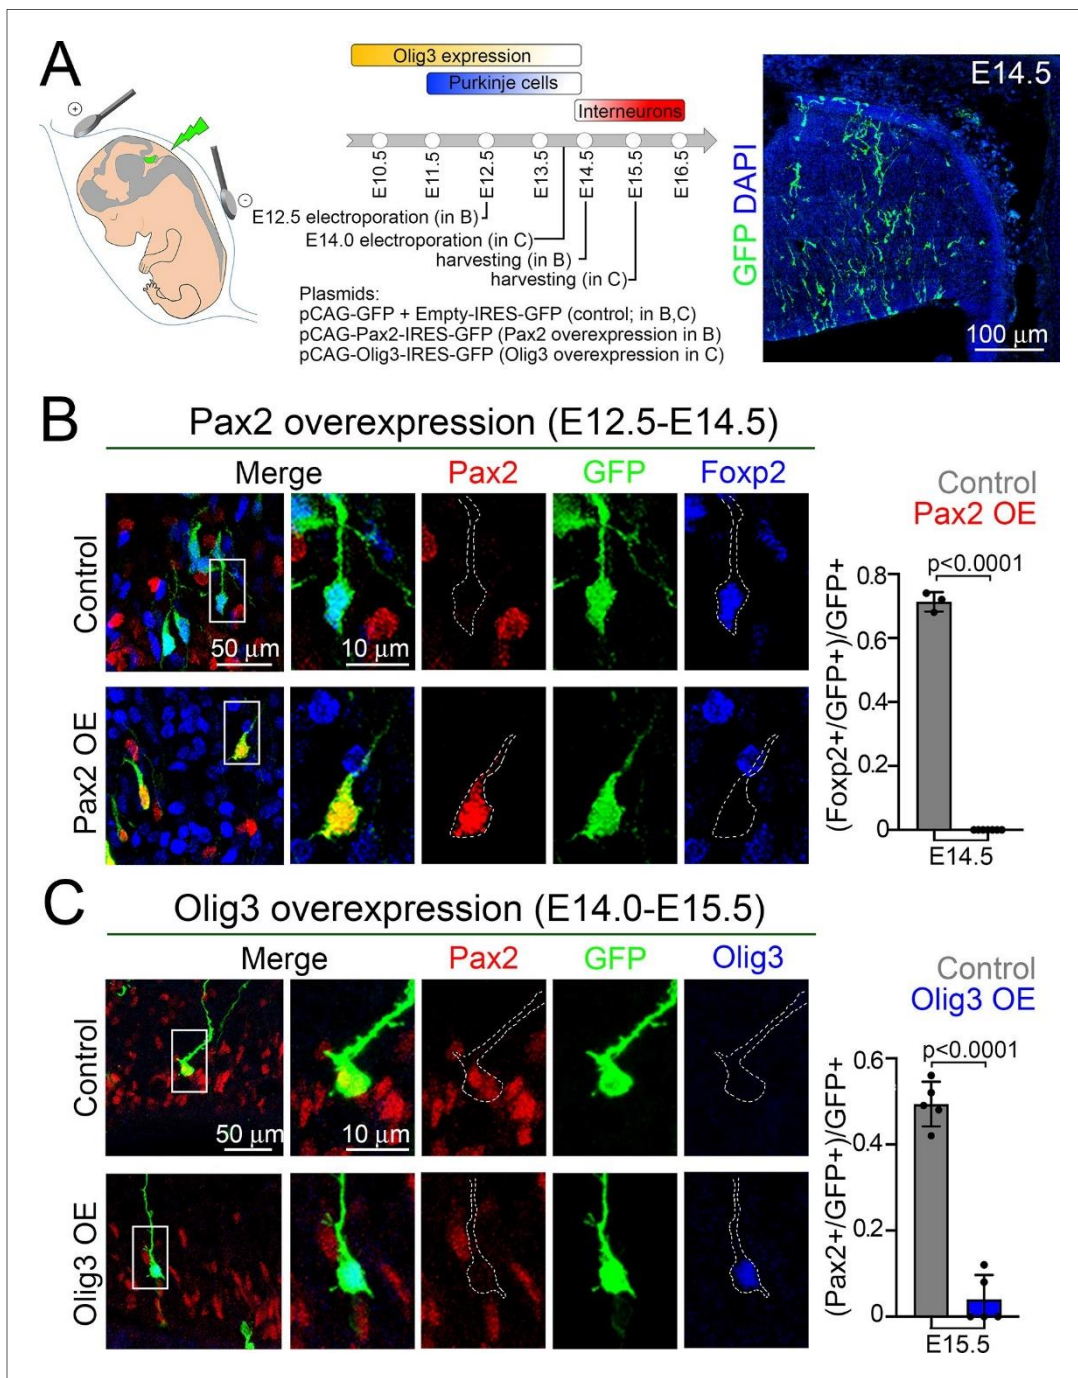 A
+
-
Olig3 expression
Purkinje cells
Interneurons
E10.5
E11.5
E12.5
E13.5
E14.5
E15.5
E16.5
E12.5 electroporation (in B)
E14.0 electroporation (in C)
harvesting (in B)
harvesting (in C)
Plasmids:
pCAG-GFP + Empty-IRES-GFP (control; in B,C)
pCAG-Pax2-IRES-GFP (Pax2 overexpression in B)
pCAG-Olig3-IRES-GFP (Olig3 overexpression in C)
GFP DAPI
E14.5
100 µm
B
Pax2 overexpression (E12.5-E14.5)
Merge
Pax2
GFP
Foxp2
Control
50 µm
10 µm
Pax2 OE
Control
Pax2 OE
p<0.0001
(Foxp2+/GFP+)/GFP+
0.8
0.6
0.4
0.2
0
E14.5
C
Olig3 overexpression (E14.0-E15.5)
Merge
Pax2
GFP
Olig3
Control
50 µm
10 µm
Olig3 OE
Control
Olig3 OE
p<0.0001
(Pax2+/GFP+)/GFP+
0.6
0.4
0.2
0
E15.5